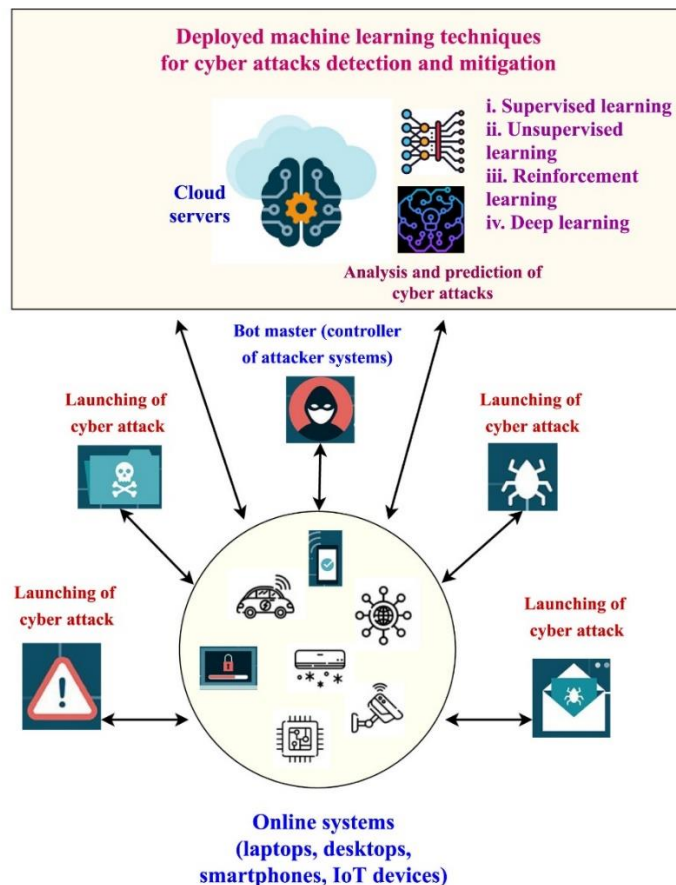 Deployed machine learning techniques
for cyber attacks detection and mitigation
Cloud
servers
i. Supervised learning
ii. Unsupervised
learning
iii. Reinforcement
learning
iv. Deep learning
Analysis and prediction of
cyber attacks
Bot master (controller
of attacker systems)
Launching of
cyber attack
Launching of
cyber attack
Launching of
cyber attack
Launching of
cyber attack
Online systems
(laptops, desktops,
smartphones, IoT devices)